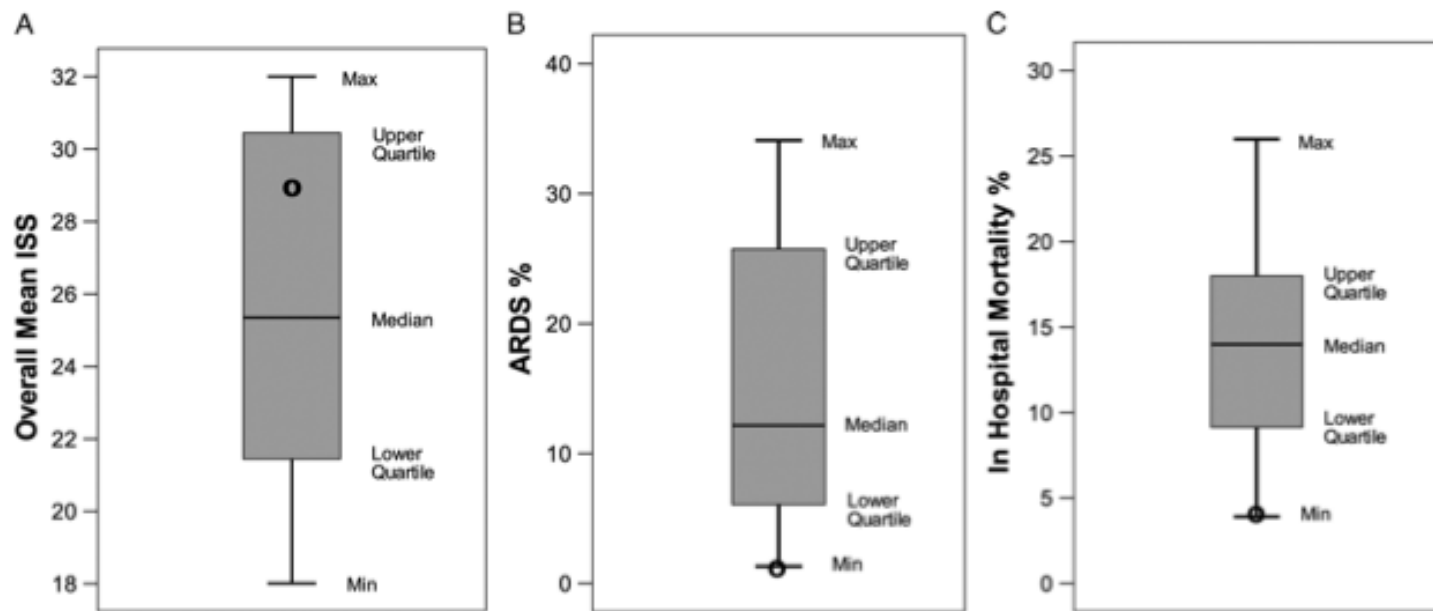 A
Overall Mean ISS
32
30
28
26
24
22
20
18
Max
Upper
Quartile
Median
Lower
Quartile
Min
B
ARDS %
40
30
20
10
0
Max
Upper
Quartile
Median
Lower
Quartile
Min
C
In Hospital Mortality %
30
25
20
15
10
5
0
Max
Upper
Quartile
Median
Lower
Quartile
Min